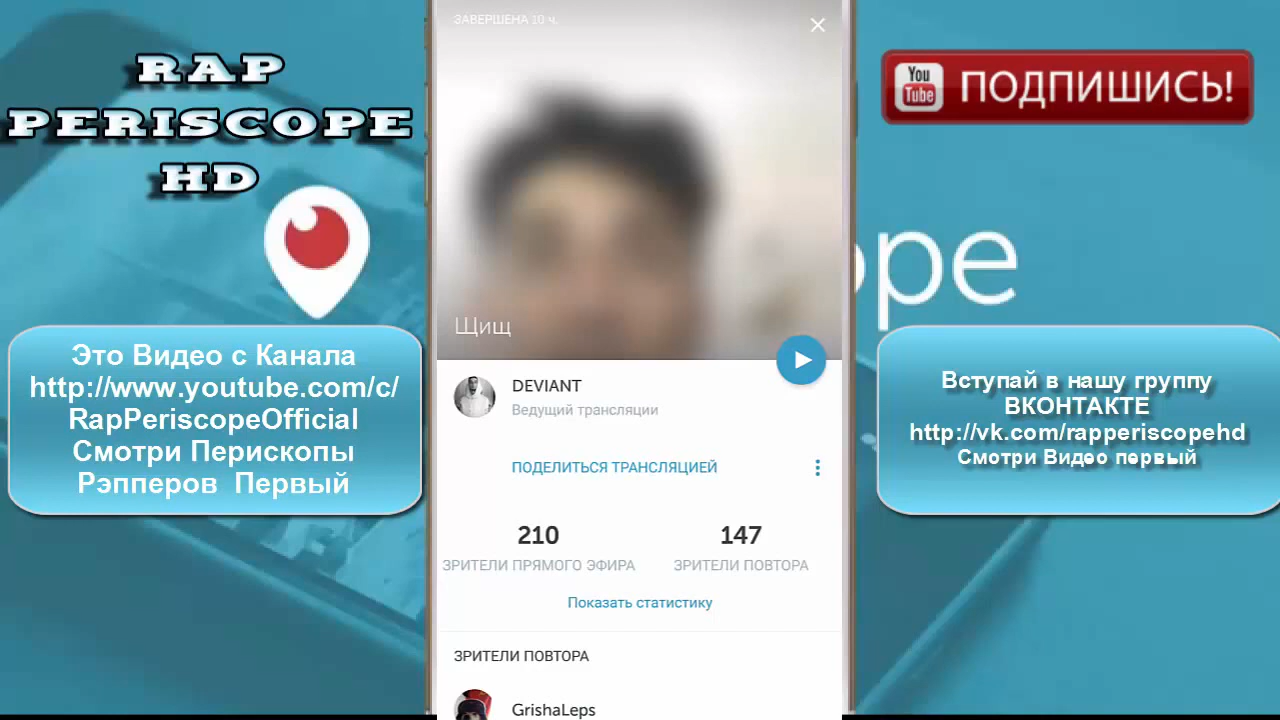 RAP
PERISCOPE
HD
Это Видео с Канала
http://www.youtube.com/c/
RapPeriscopeOfficial
Смотри Перископы
Рэпперов Первый
ЗАВЕРШЕНА 10 ч.
Щищ
DEVIANT
Ведущий трансляции
ПОДЕЛИТЬСЯ ТРАНСЛЯЦИЕЙ
210
147
ЗРИТЕЛИ ПРЯМОГО ЭФИРА
ЗРИТЕЛИ ПОВТОРА
Показать статистику
ЗРИТЕЛИ ПОВТОРА
GrishaLeps
You
Tube
ПОДПИШИСЬ!
ope
Вступай в нашу группу
ВКОНТАКТЕ
http://vk.com/rapperiscopehd
Смотри Видео первый